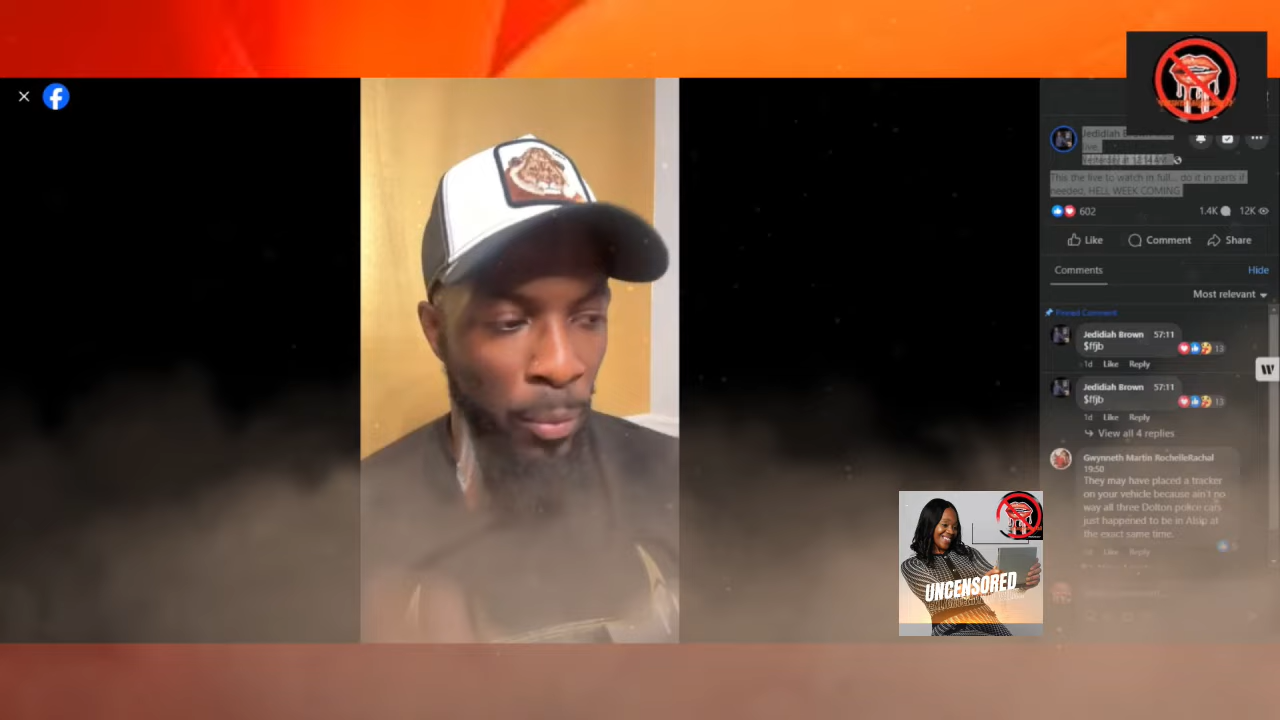 Jedidiah
live.
This the live to watch in full... do it in parts if
needed, HELL WEEK COMING
602
1.4K
12K
Like
Comment
Share
Comments
Hide
Most relevant
Pinned Comment
Jedidiah Brown 57:11
$ffjb
13
1d Like Reply
W
Jedidiah Brown 57:11
$ffjb
13
1d Like Reply
View all 4 replies
Gwynneth Martin RochelleRachal
19:50
They may have placed a tracker
on your vehicle because ain't no
way all three Dolton police cars
just happened to be in Alsip at
the exact same time.
1d Like Reply
UNCENSORED